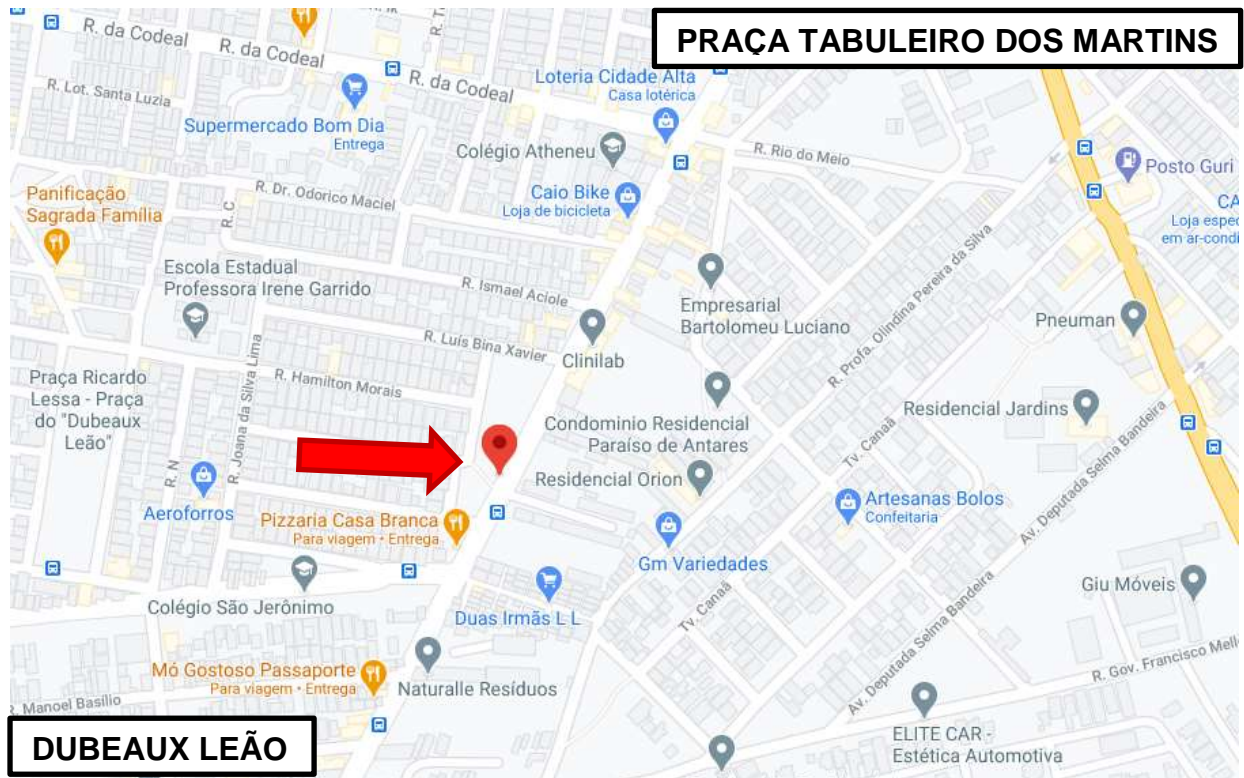 PRAÇA TABULEIRO DOS MARTINS
R. da Codeal
R. da Codeal
R. da Codeal
R. Lot. Santa Luzia
Supermercado Bom Dia
Entrega
Loteria Cidade Alta
Casa lotérica
Colégio Atheneu
R. Rio do Meio
Posto Guri
Panificação
Sagrada Família
R. C
R. Dr. Odorico Maciel
Caio Bike
Loja de bicicleta
CA
Loja espec
em ar-condi
Escola Estadual
Professora Irene Garrido
R. Ismael Aciole
Empresarial
Bartolomeu Luciano
R. Profa. Olindina Pereira da Silva
Pneuman
R. Luís Bina Xavier
Clinilab
R. Joana da Silva Lima
R. Hamilton Morais
Praça Ricardo
Lessa - Praça
do "Dubeaux
Leão"
Condominio Residencial
Paraíso de Antares
Residencial Jardins
Tv. Canaã
R. N
Residencial Orion
Av. Deputada Selma Bandeira
Aeroforros
Pizzaria Casa Branca
Para viagem • Entrega
Artesanas Bolos
Confeitaria
Gm Variedades
Colégio São Jerônimo
Duas Irmãs L L
Tv. Canaã
Av. Deputada Selma Bandeira
Giu Móveis
Mó Gostoso Passaporte
Para viagem • Entrega
Naturalle Resíduos
R. Gov. Francisco Melle
Manoel Basílio
ELITE CAR -
Estética Automotiva
DUBEAUX LEÃO